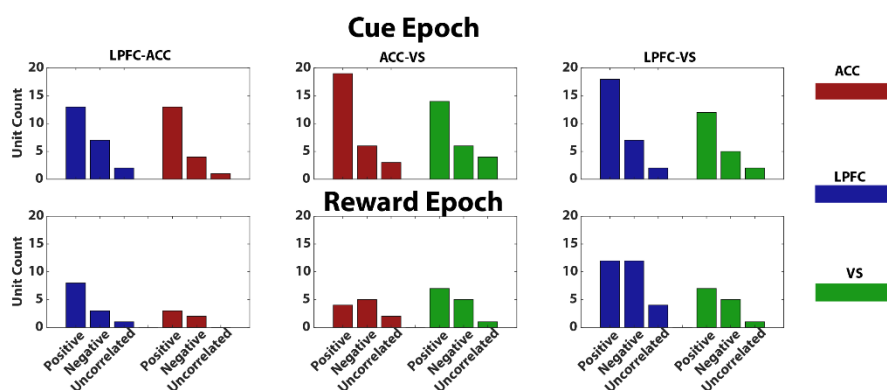 Cue Epoch
LPFC-ACC
ACC-VS
LPFC-VS
Unit Count
20
15
10
5
0
20
15
10
5
0
20
15
10
5
0
ACC
LPFC
VS
Reward Epoch
Unit Count
20
15
10
5
0
20
15
10
5
0
20
15
10
5
0
Positive
Negative
Uncorrelated
Positive
Negative
Uncorrelated
Positive
Negative
Uncorrelated
Positive
Negative
Uncorrelated
Positive
Negative
Uncorrelated
Positive
Negative
Uncorrelated